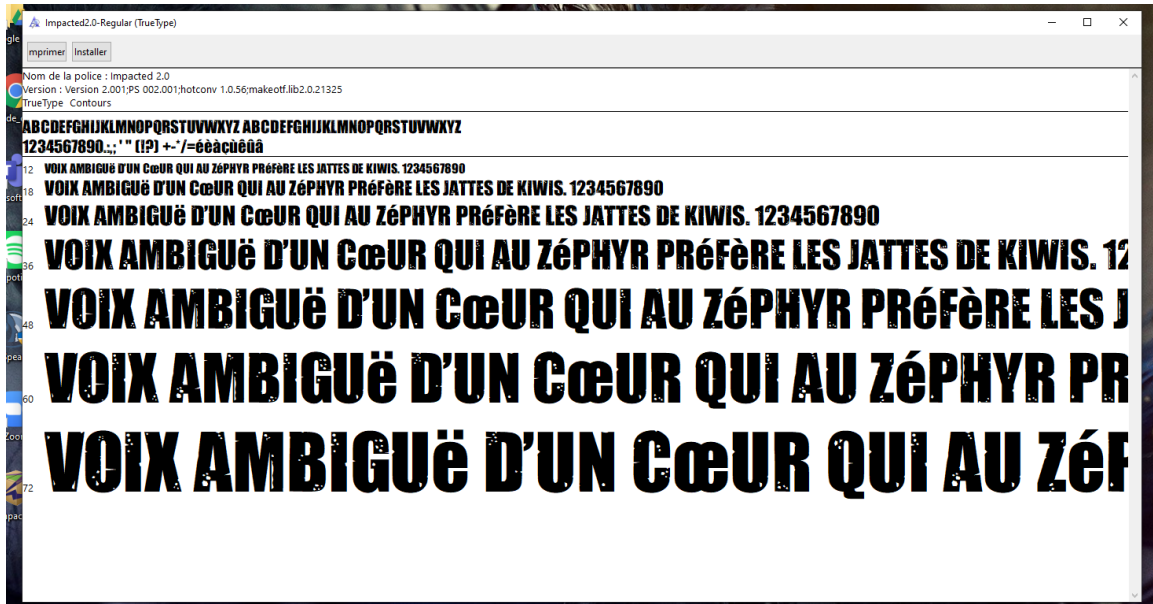 Impacted2.0-Regular (TrueType)
mprimer Installer
Nom de la police : Impacted 2.0
Version : Version 2.001;PS 002.001;hotconv 1.0.56;makeotf.lib2.0.21325
TrueType Contours
ABCDEFGHIJKLMNOPQRSTUVWXYZ ABCDEFGHIJKLMNOPQRSTUVWXYZ
1234567890.:,; ' " (!?) +-*/=éèàçùêûâ
12 VOIX AMBIGUë D'UN CœUR QUI AU ZéPHYR PRéFèRE LES JATTES DE KIWIS. 1234567890
18 VOIX AMBIGUë D'UN CœUR QUI AU ZéPHYR PRéFèRE LES JATTES DE KIWIS. 1234567890
24 VOIX AMBIGUë D'UN CœUR QUI AU ZéPHYR PRéFèRE LES JATTES DE KIWIS. 1234567890
36 VOIX AMBIGUë D'UN CœUR QUI AU ZéPHYR PRéFèRE LES JATTES DE KIWIS. 12
48 VOIX AMBIGUë D'UN CœUR QUI AU ZéPHYR PRéFèRE LES J
60 VOIX AMBIGUë D'UN CœUR QUI AU ZéPHYR PR
72 VOIX AMBIGUë D'UN CœUR QUI AU ZéP